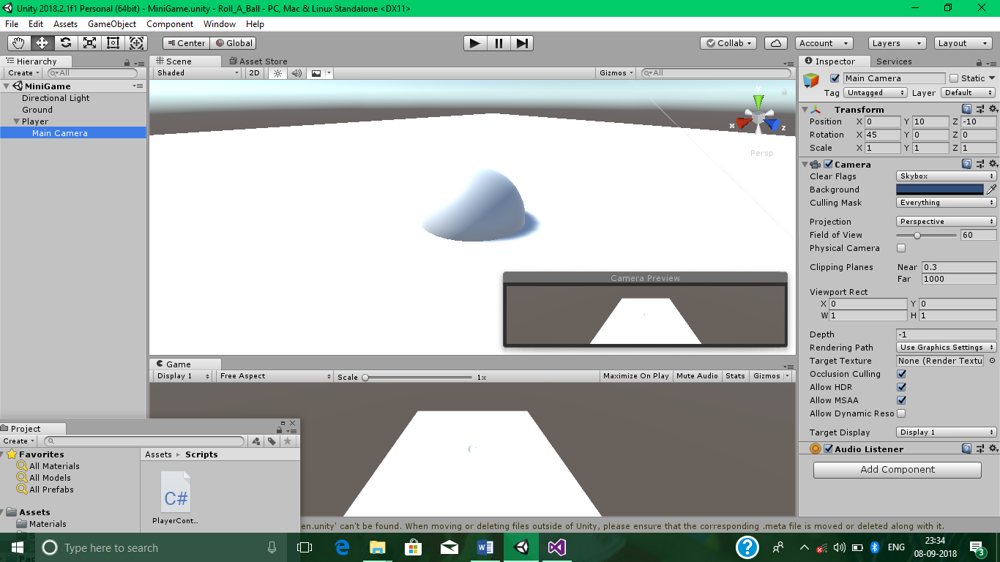 Unity 2018.2.1f1 Personal (64bit) - MiniGame.unity - Roll_A_Ball - PC, Mac & Linux Standalone <DX11>
File Edit Assets GameObject Component Window Help
Center Global Collab Account Layers Layout
Hierarchy
Create All
MiniGame
Directional Light
Ground
Player
Main Camera
Scene Asset Store
Shaded 2D Gizmos All
y
x z
Persp
Camera Preview
Game
Display 1 Free Aspect Scale 1x Maximize On Play Mute Audio Stats Gizmos
Inspector Services
Main Camera Static
Tag Untagged Layer Default
Transform
Position X 0 Y 10 Z -10
Rotation X 45 Y 0 Z 0
Scale X 1 Y 1 Z 1
Camera
Clear Flags Skybox
Background
Culling Mask Everything
Projection Perspective
Field of View 60
Physical Camera
Clipping Planes Near 0.3
Far 1000
Viewport Rect
X 0 Y 0
W 1 H 1
Depth -1
Rendering Path Use Graphics Settings
Target Texture None (Render Textu
Occlusion Culling
Allow HDR
Allow MSAA
Allow Dynamic Reso
Target Display Display 1
Audio Listener
Add Component
Project
Create
Favorites
All Materials
All Models
All Prefabs
Assets
Materials
Assets Scripts
C#
PlayerCont...
en.unity' can't be found. When moving or deleting files outside of Unity, please ensure that the corresponding .meta file is moved or deleted along with it.
Type here to search
ENG
23:34
08-09-2018
3